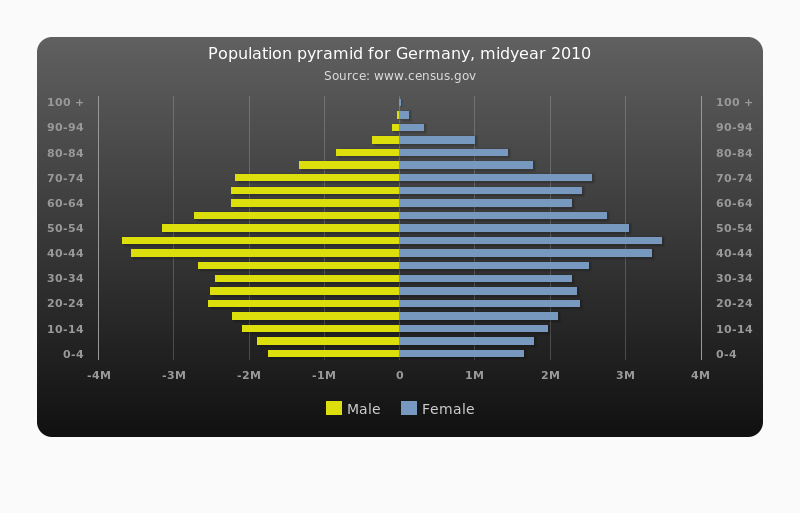 Population pyramid for Germany, midyear 2010
Source: www.census.gov
100 + 100 +
90-94 90-94
80-84 80-84
70-74 70-74
60-64 60-64
50-54 50-54
40-44 40-44
30-34 30-34
20-24 20-24
10-14 10-14
0-4 0-4
-4M -3M -2M -1M 0 1M 2M 3M 4M
Male Female